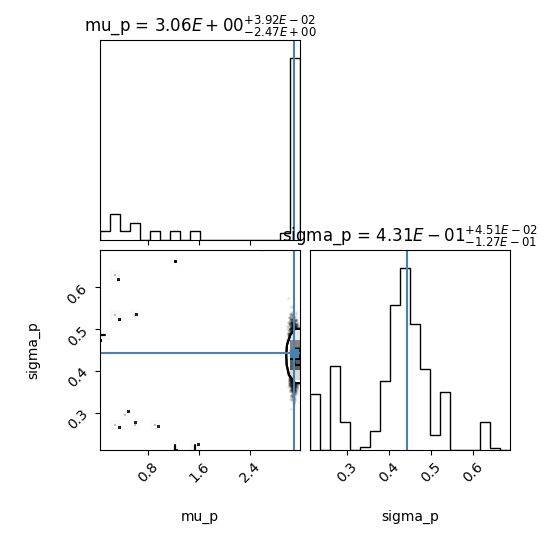 mu_p = 3.06E+00+3.92E−02 −2.47E+00
sigma_p = 4.31E−01+4.51E−02 −1.27E−01
0.6
0.5
0.4
0.3
sigma_p
0.8 1.6 2.4
0.3 0.4 0.5 0.6
mu_p
sigma_p